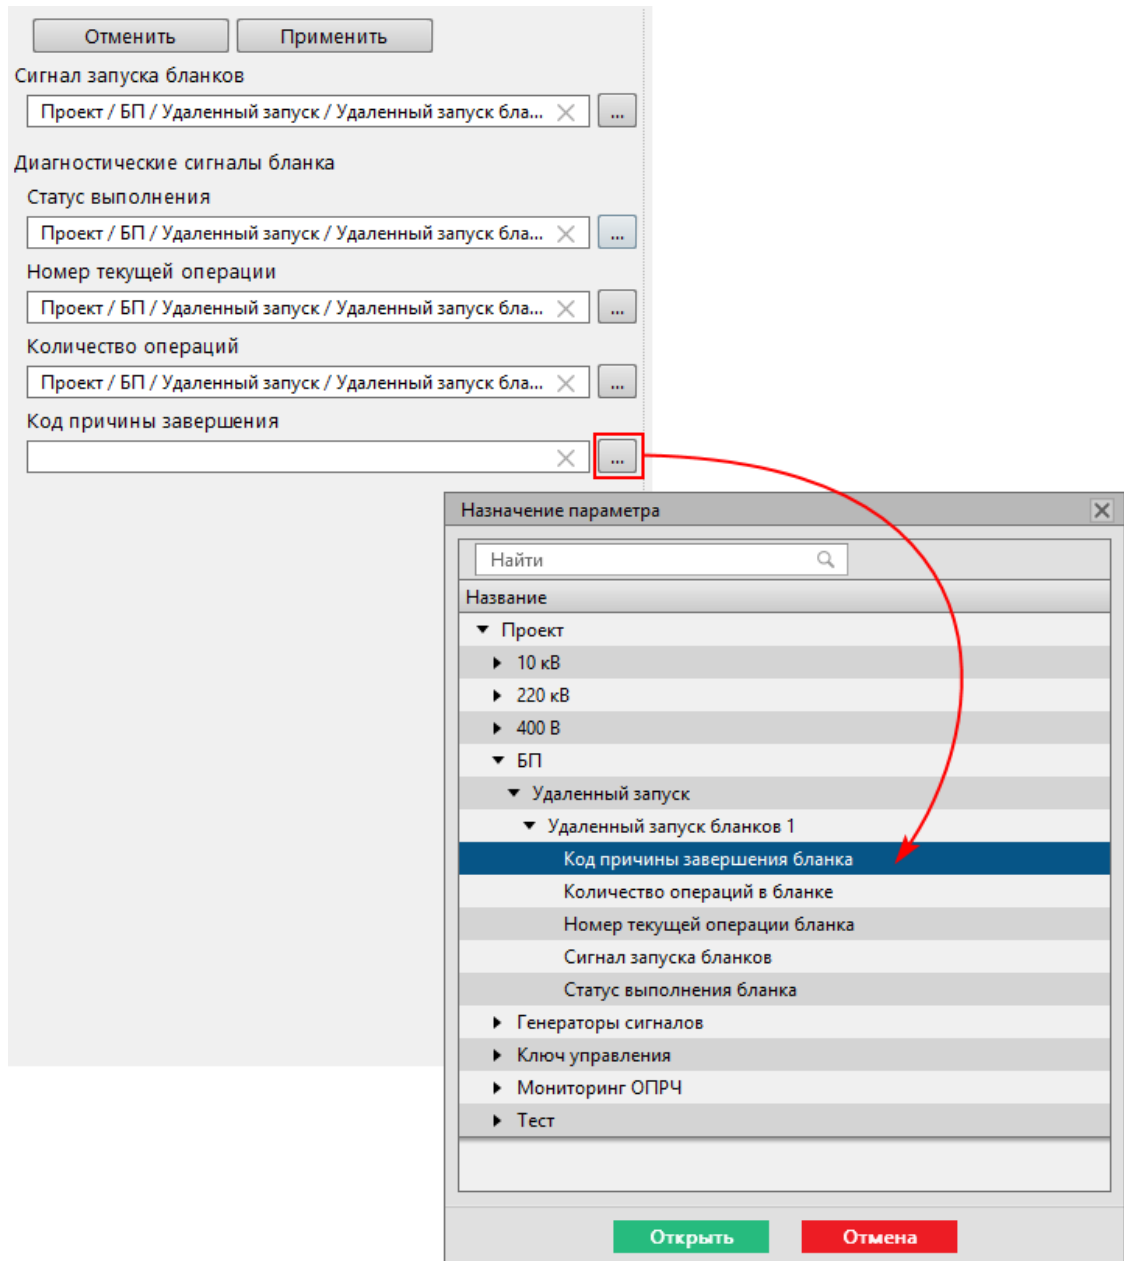 Отменить Применить
Сигнал запуска бланков
Проект / БП / Удаленный запуск / Удаленный запуск бла... ...
Диагностические сигналы бланка
Статус выполнения
Проект / БП / Удаленный запуск / Удаленный запуск бла... ...
Номер текущей операции
Проект / БП / Удаленный запуск / Удаленный запуск бла... ...
Количество операций
Проект / БП / Удаленный запуск / Удаленный запуск бла... ...
Код причины завершения
...
Назначение параметра
Найти
Название
Проект
10 кВ
220 кВ
400 В
БП
Удаленный запуск
Удаленный запуск бланков 1
Код причины завершения бланка
Количество операций в бланке
Номер текущей операции бланка
Сигнал запуска бланков
Статус выполнения бланка
Генераторы сигналов
Ключ управления
Мониторинг ОПРЧ
Тест
Открыть Отмена